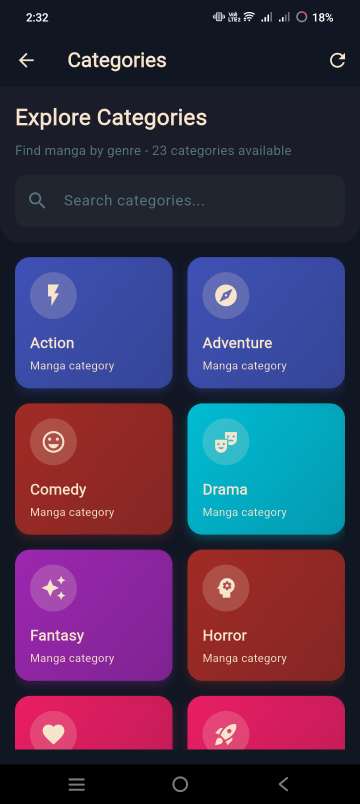 2:32
18%
Categories
Explore Categories
Find manga by genre - 23 categories available
Search categories...
Action
Manga category
Adventure
Manga category
Comedy
Manga category
Drama
Manga category
Fantasy
Manga category
Horror
Manga category